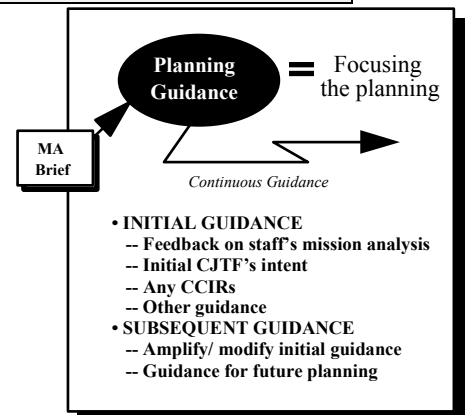 Planning
Guidance
= Focusing
the planning
MA
Brief
Continuous Guidance
• INITIAL GUIDANCE
-- Feedback on staff's mission analysis
-- Initial CJTF's intent
-- Any CCIRs
-- Other guidance
• SUBSEQUENT GUIDANCE
-- Amplify/ modify initial guidance
-- Guidance for future planning